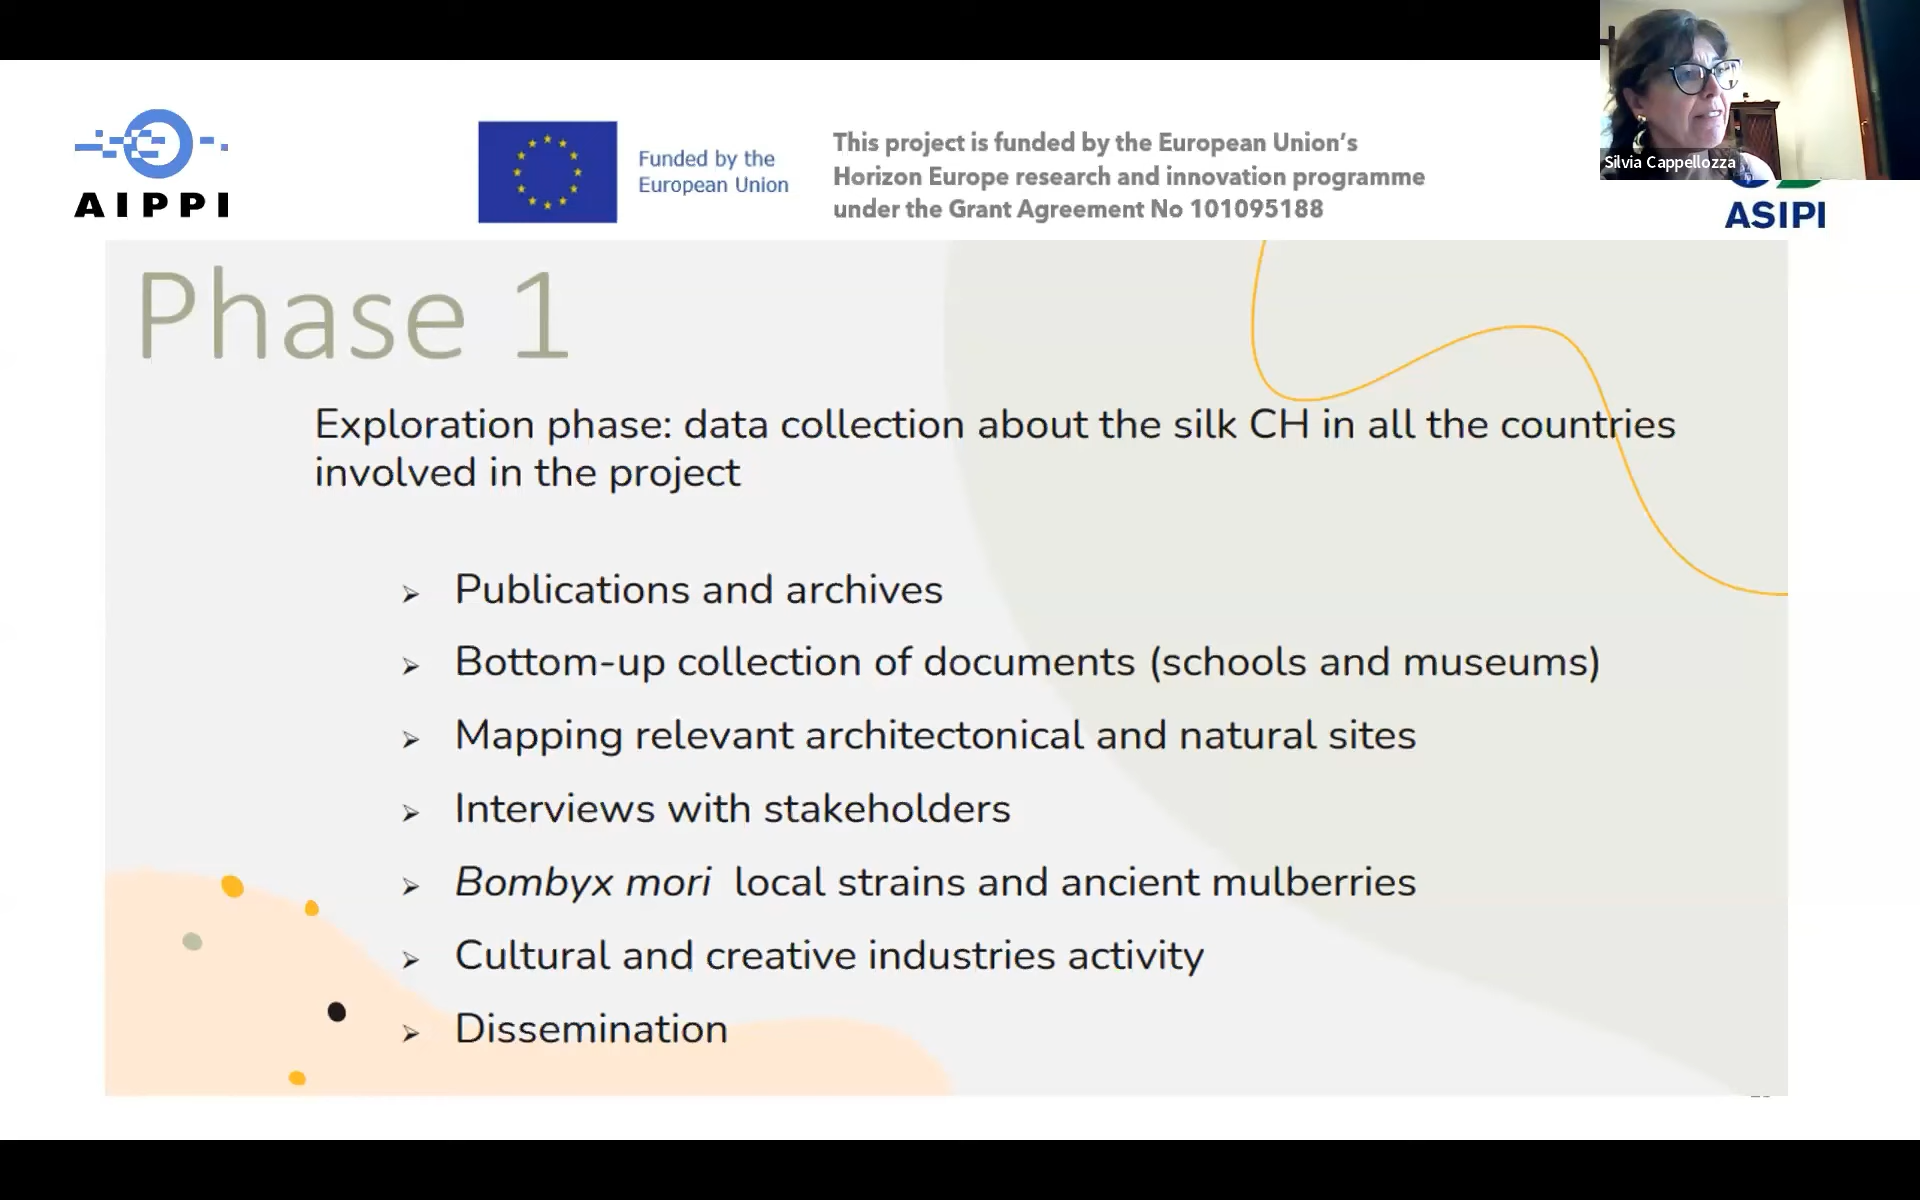 AIPPI
Funded by the
European Union
This project is funded by the European Union's
Horizon Europe research and innovation programme
under the Grant Agreement No 101095188
Silvia Cappellozza
ASIPI
Phase 1
Exploration phase: data collection about the silk CH in all the countries
involved in the project
➢ Publications and archives
➢ Bottom-up collection of documents (schools and museums)
➢ Mapping relevant architectonical and natural sites
➢ Interviews with stakeholders
➢ Bombyx mori local strains and ancient mulberries
➢ Cultural and creative industries activity
➢ Dissemination